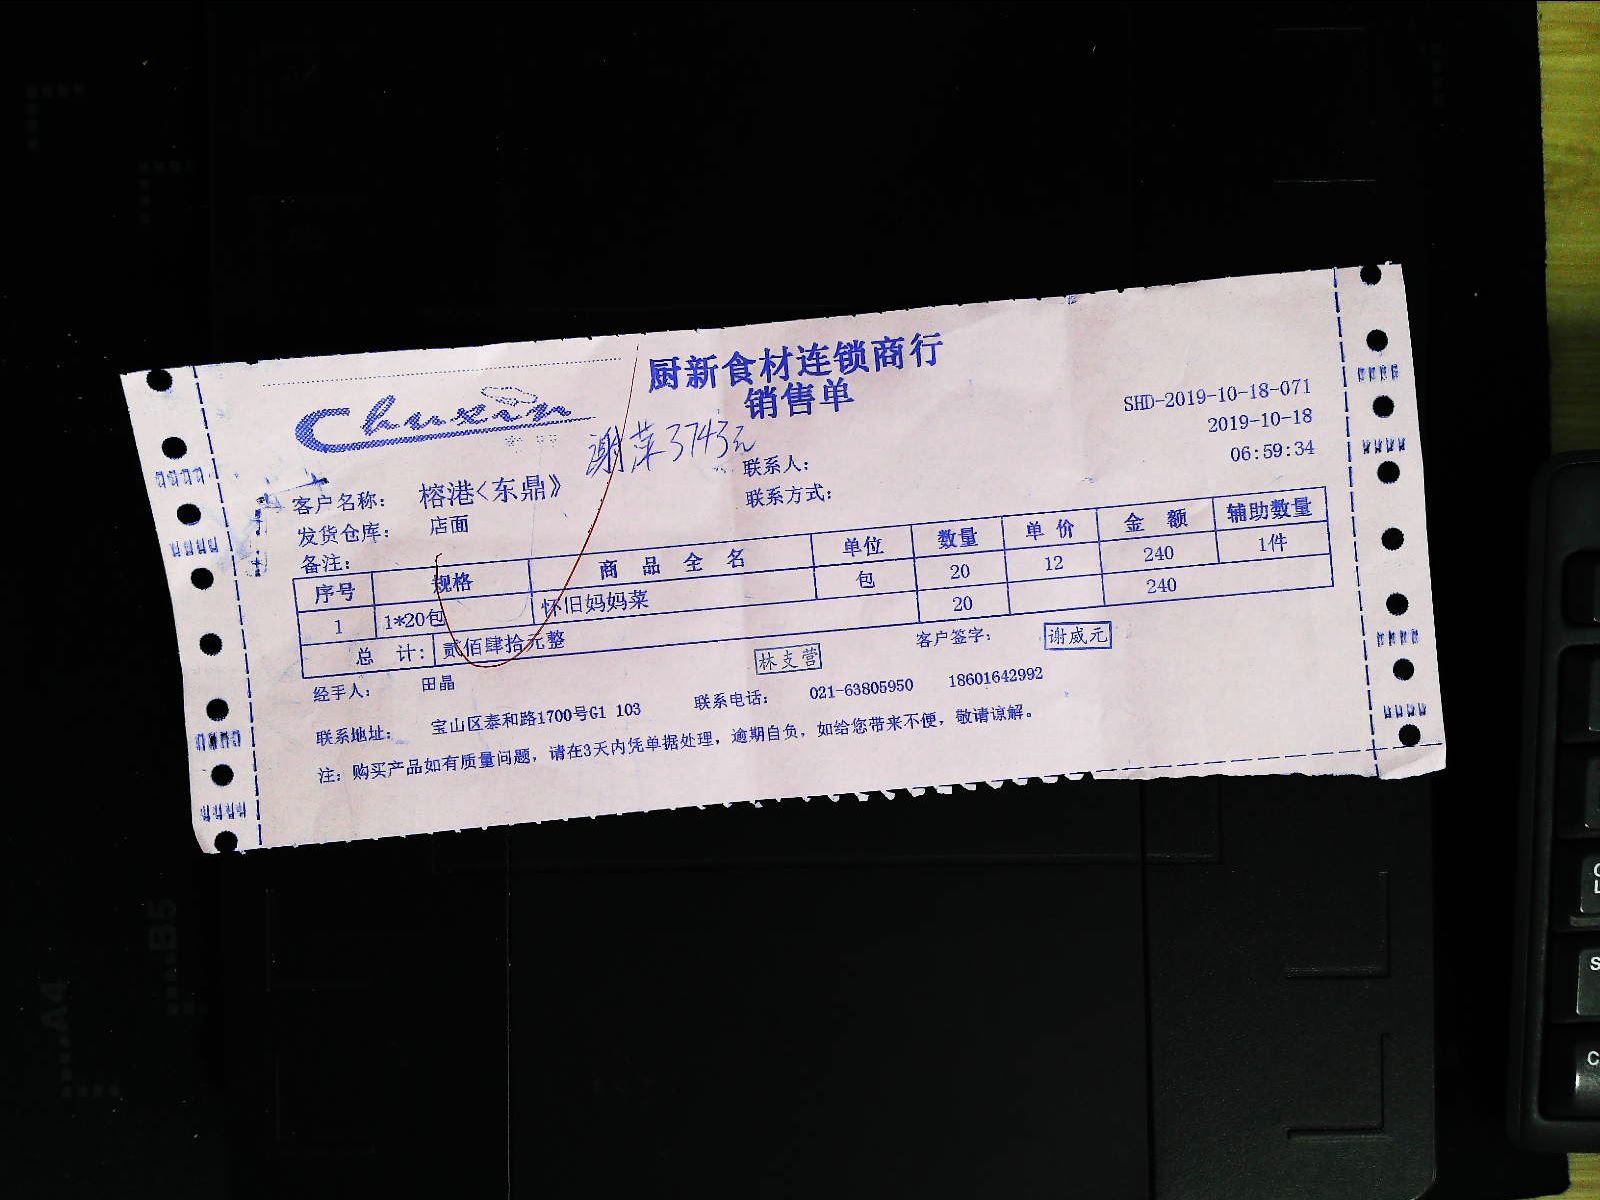 厨新食材连锁商行
Chuxin
销售单
SHD-2019-10-18-071
2019-10-18
06:59:34
谢 菜 3743元
联系人：
联系方式：
客户名称： 榕港<东鼎》
发货仓库： 店面
备注：
序号 规格 商品全名 单位 数量 单价 金额 辅助数量
1 1*20包 怀旧妈妈菜 包 20 12 240 1件
总计： 贰佰肆拾元整 20 240
经手人： 田晶 林支营 客户签字： 谢威元
联系地址： 宝山区泰和路1700号G1 103 联系电话： 021-63805950 18601642992
注：购买产品如有质量问题，请在3天内凭单据处理，逾期自负，如给您带来不便，敬请谅解。
A4
B5